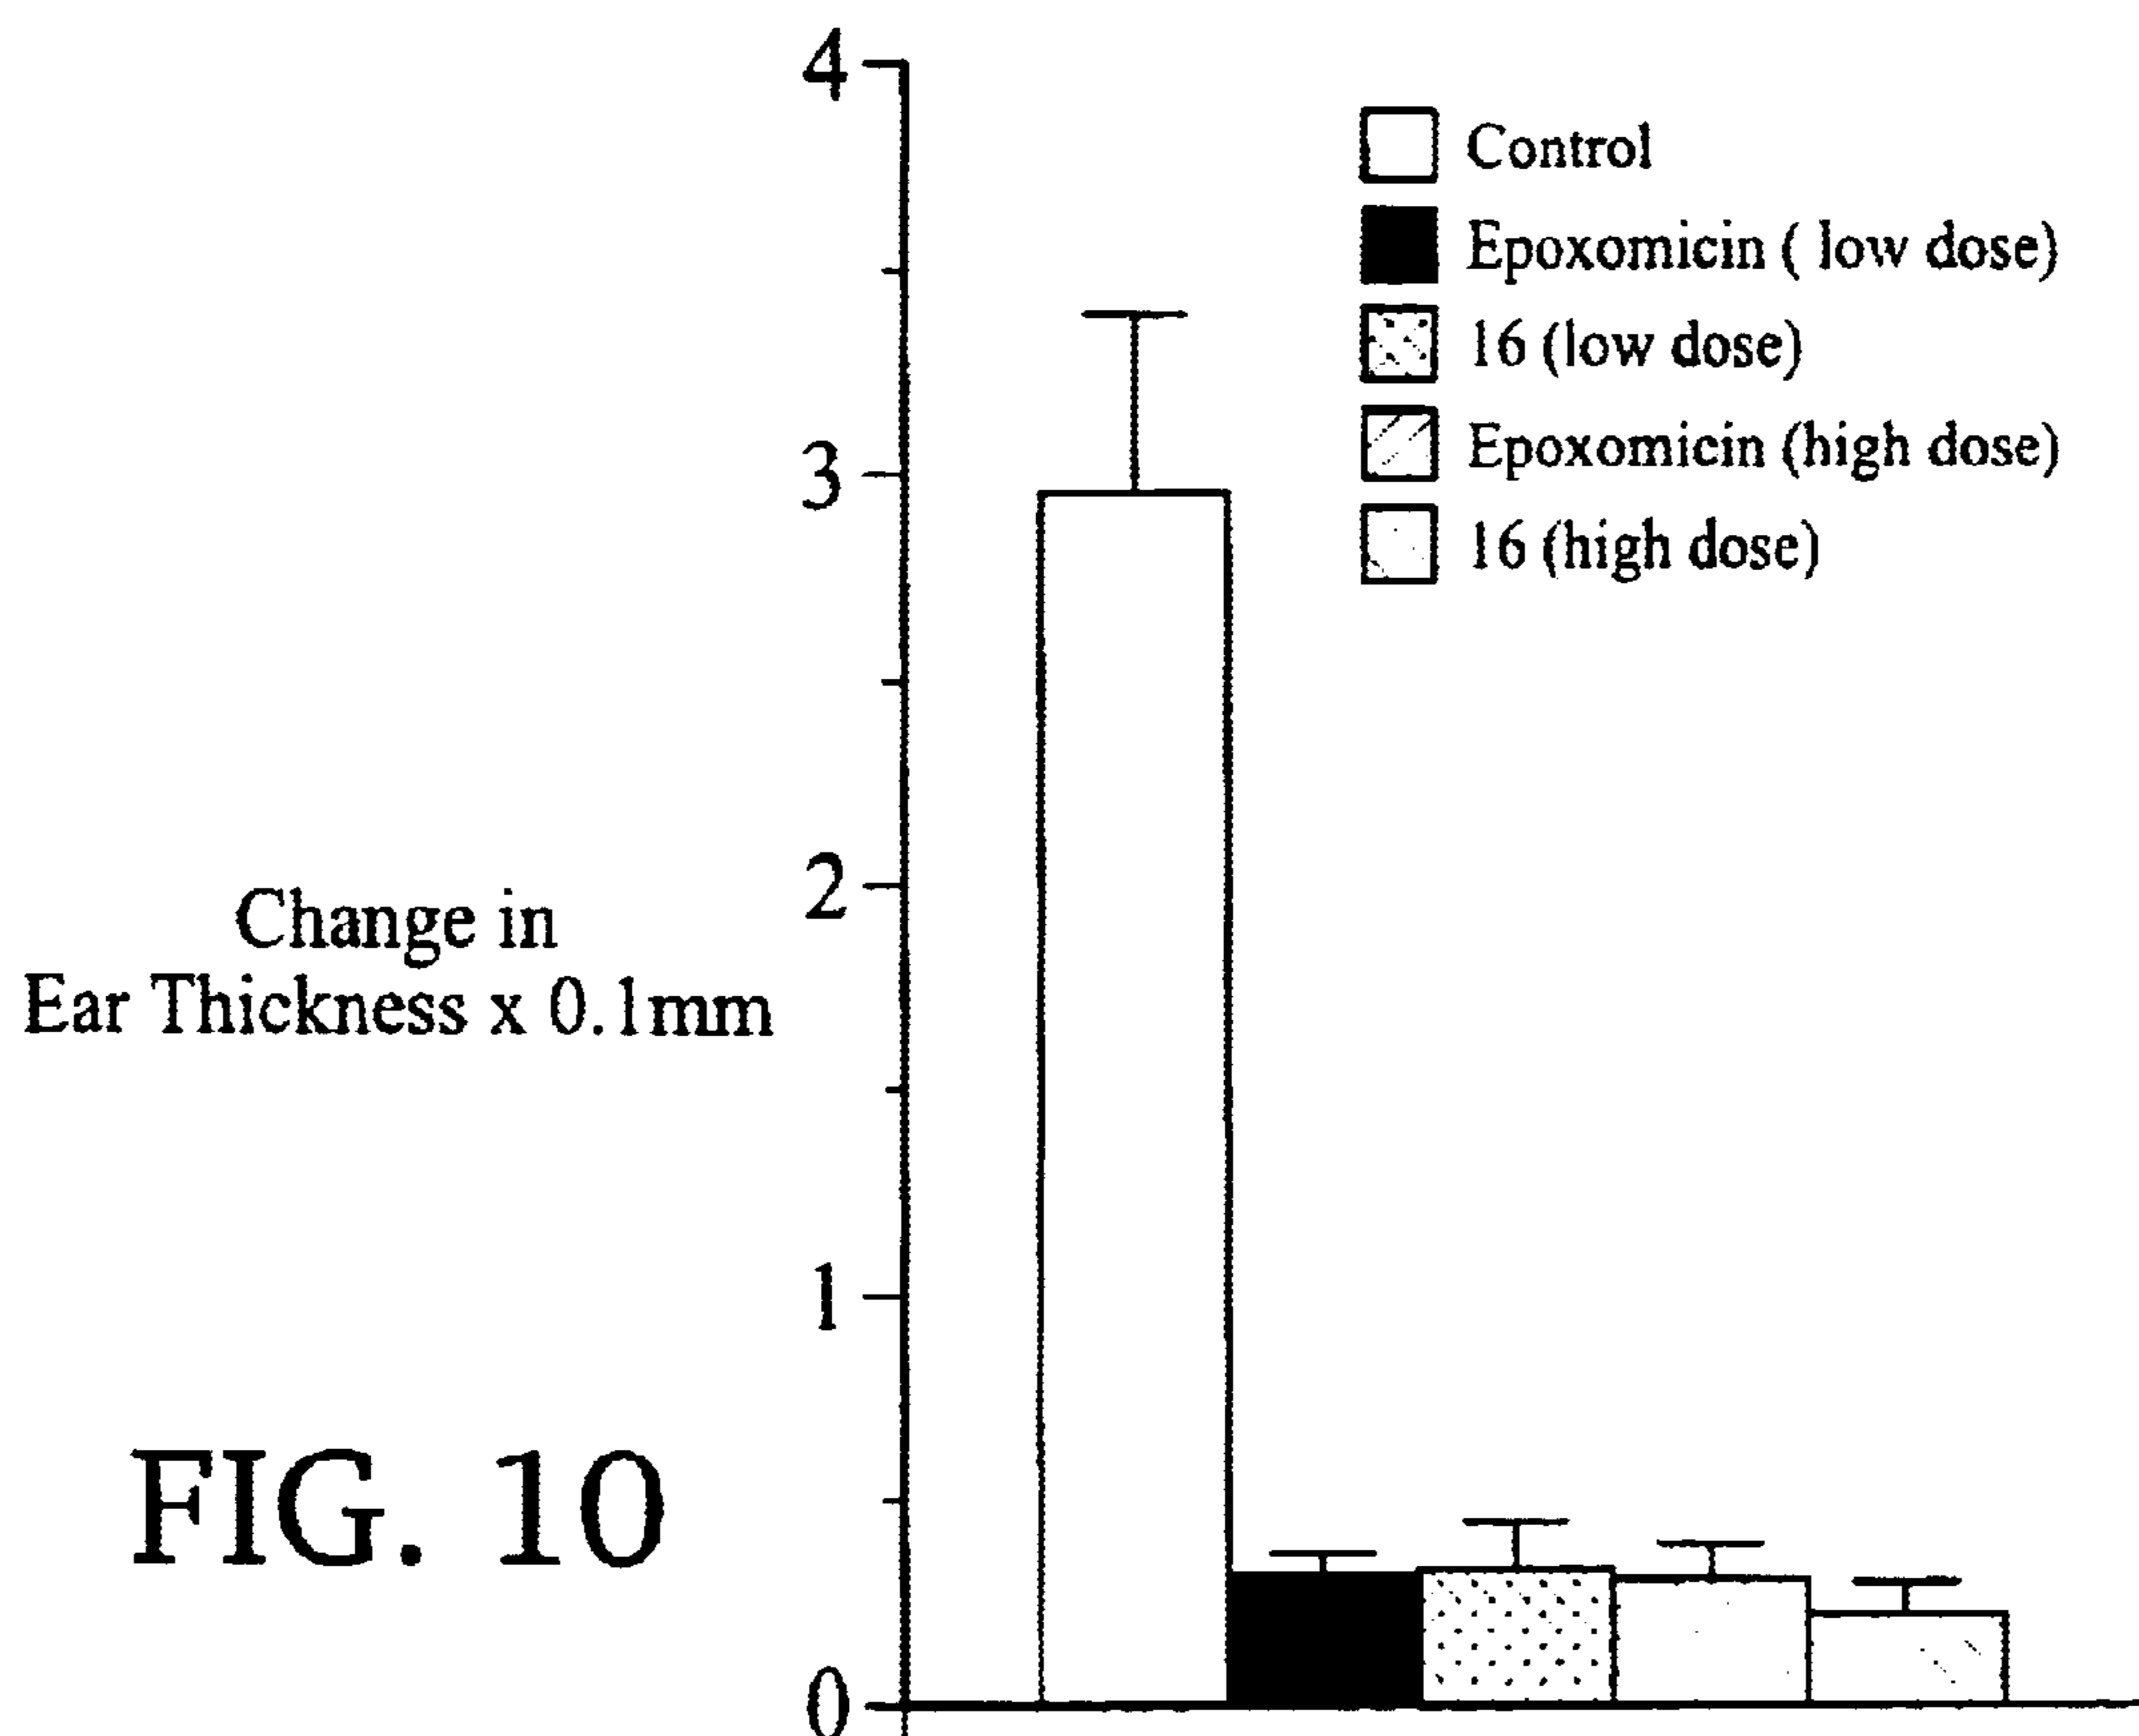 4
3
2
1
0
Control
Epoxomicin ( low dose)
16 (low dose)
Epoxomicin (high dose)
16 (high dose)
Change in
Ear Thickness x 0.1mm
FIG. 10